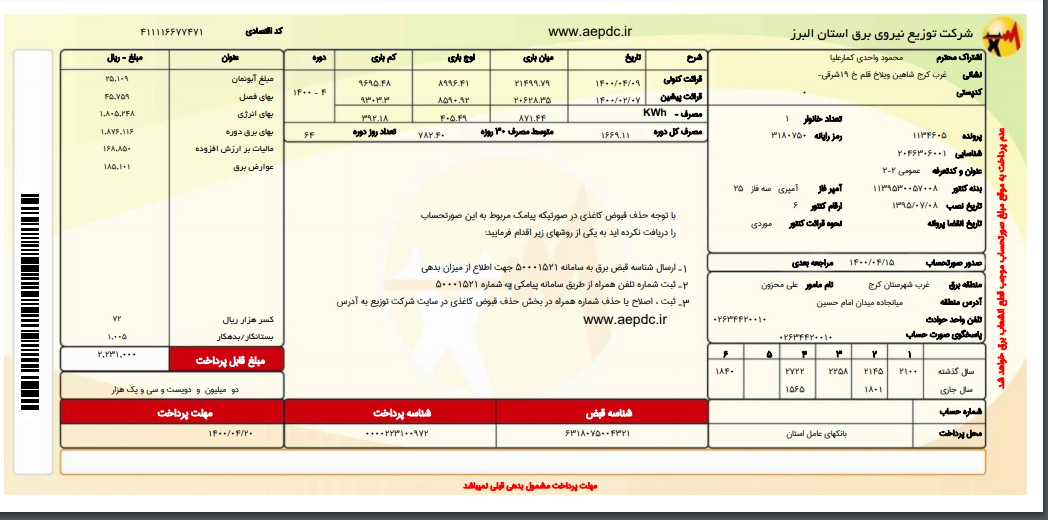 شرکت توزیع نیروی برق استان البرز
www.aepdc.ir
کد اقتصادی ۴۱۱۱۱۶۶۷۷۴۷۱
اشتراک محترم محمود واحدی کمارعلیا
نشانی غرب کرج شاهین ویلاخ قلم خ ۱۹شرقی-
کدپستی ۰
تعداد خانوار ۱
پرونده ۱۱۳۴۶۰۵ رمز رایانه ۳۱۸۰۷۵۰
شناسایی ۲۰۴۶۳۰۶۰۰۱
عنوان و کدتعرفه عمومی ۲-۲
بدنه کنتور ۱۱۳۹۵۳۰۰۵۷۰۰۸ آمپر فاز آمپری سه فاز ۲۵
تاریخ نصب ۱۳۹۵/۰۷/۰۸ ارقام کنتور ۶
تاریخ انقضا پروانه نحوه قرائت کنتور موردی
صدور صورتحساب ۱۴۰۰/۰۴/۱۵ مراجعه بعدی
منطقه برق غرب شهرستان کرج نام مامور علی محزون
آدرس منطقه میانجاده میدان امام حسین
تلفن واحد حوادث ۰۲۶۳۴۴۲۰۰۱۰
پاسخگوی صورت حساب ۰۲۶۳۴۴۲۰۰۱۰
۱ ۲ ۳ ۴ ۵ ۶
سال گذشته ۲۱۰۰ ۲۱۴۵ ۲۲۵۸ ۲۷۲۲ ۱۸۴۰
سال جاری ۱۸۰۱ ۱۵۶۵
شماره حساب
محل پرداخت بانکهای عامل استان
شرح تاریخ میان باری اوج باری کم باری دوره
قرائت کنونی ۱۴۰۰/۰۴/۰۹ ۲۱۴۹۹.۷۹ ۸۹۹۶.۴۱ ۹۶۹۵.۴۸ ۴ - ۱۴۰۰
قرائت پیشین ۱۴۰۰/۰۲/۰۷ ۲۰۶۲۸.۳۵ ۸۵۹۰.۹۲ ۹۳۰۳.۳
مصرف - KWh ۸۷۱.۴۴ ۴۰۵.۴۹ ۳۹۲.۱۸
مصرف کل دوره ۱۶۶۹.۱۱ متوسط مصرف ۳۰ روزه ۷۸۲.۴۰ تعداد روز دوره ۶۴
با توجه حذف قبوض کاغذی در صورتیکه پیامک مربوط به این صورتحساب
را دریافت نکرده اید به یکی از روشهای زیر اقدام فرمایید:
۱_ ارسال شناسه قبض برق به سامانه ۵۰۰۰۱۵۲۱ جهت اطلاع از میزان بدهی
۲_ ثبت شماره تلفن همراه از طریق سامانه پیامکی به شماره ۵۰۰۰۱۵۲۱
۳_ ثبت ، اصلاح یا حذف شماره همراه در بخش حذف قبوض کاغذی در سایت شرکت توزیع به آدرس
www.aepdc.ir
شناسه قبض شناسه پرداخت مهلت پرداخت
۶۳۱۸۰۷۵۰۰۴۳۲۱ ۰۰۰۰۲۲۳۱۰۰۹۷۲ ۱۴۰۰/۰۴/۲۰
عنوان مبلغ - ریال
مبلغ آبونمان ۲۵,۱۰۹
بهای فصل ۴۵,۷۵۹
بهای انرژی ۱,۸۰۵,۲۴۸
بهای برق دوره ۱,۸۷۶,۱۱۶
مالیات بر ارزش افزوده ۱۶۸,۸۵۰
عوارض برق ۱۸۵,۱۰۱
کسر هزار ریال ۷۲
بستانکار/بدهکار ۱,۰۰۵
مبلغ قابل پرداخت ۲,۲۳۱,۰۰۰
دو میلیون و دویست و سی و یک هزار
عدم پرداخت به موقع مبلغ صورتحساب موجب قطع انشعاب برق خواهد شد
مهلت پرداخت مشمول بدهی قبلی نمیباشد